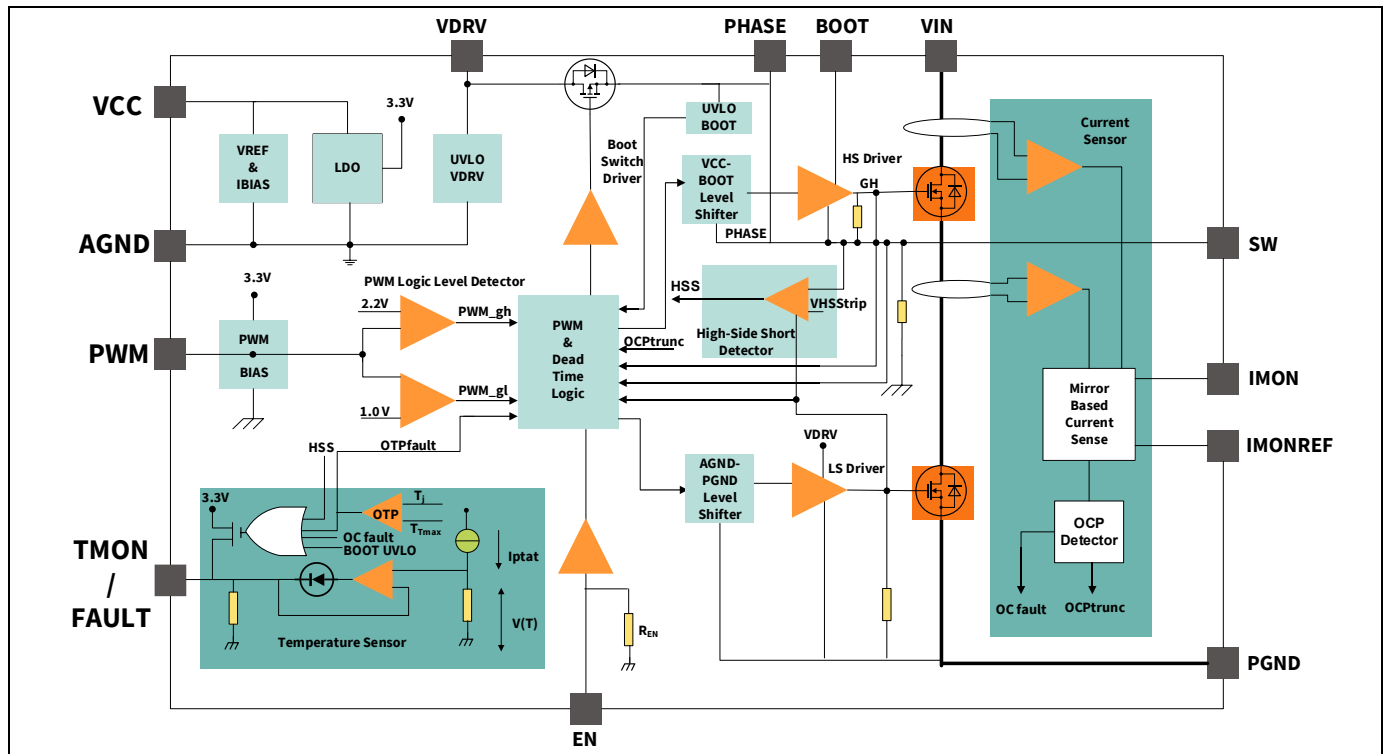 VDRV
PHASE
BOOT
VIN
VCC
3.3V
VREF
&
IBIAS
LDO
UVLO
VDRV
UVLO
BOOT
Boot
Switch
Driver
VCC-
BOOT
Level
Shifter
HS Driver
GH
PHASE
Current
Sensor
AGND
SW
3.3V
PWM Logic Level Detector
2.2V
PWM_gh
PWM
PWM
BIAS
PWM
&
Dead
Time
Logic
HSS
VHSStrip
High-Side Short
Detector
OCPtrunc
1.0 V
PWM_gl
Mirror
Based
Current
Sense
IMON
IMONREF
HSS
OTPfault
VDRV
LS Driver
AGND-
PGND
Level
Shifter
3.3V
OTP
Tj
TTmax
OC fault
BOOT UVLO
Iptat
OCP
Detector
TMON
/
FAULT
V(T)
REN
OC fault
OCPtrunc
Temperature Sensor
PGND
EN